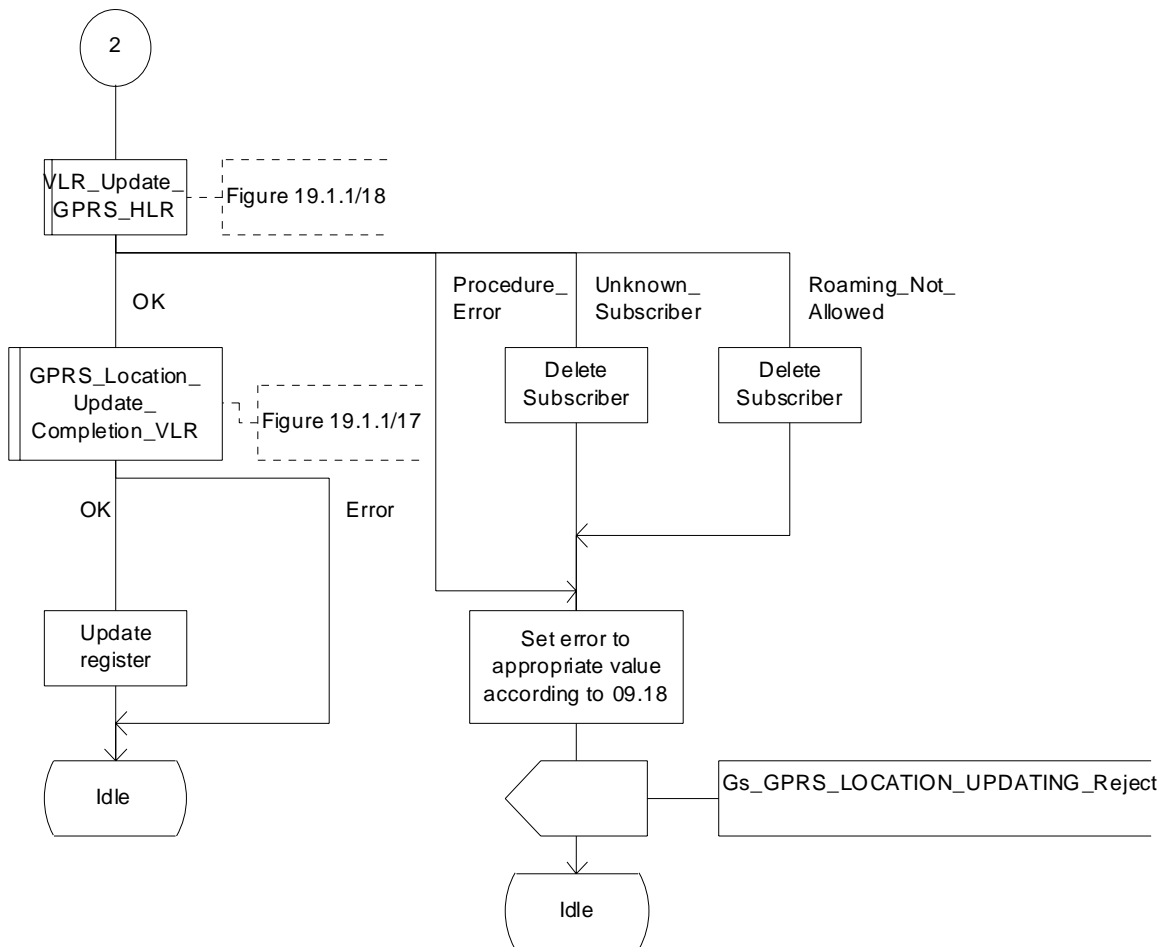 2
VLR_Update_
GPRS_HLR
Figure 19.1.1/18
OK
Procedure_
Error
Unknown_
Subscriber
Roaming_Not_
Allowed
GPRS_Location_
Update_
Completion_VLR
Figure 19.1.1/17
Delete
Subscriber
Delete
Subscriber
OK
Error
Update
register
Set error to
appropriate value
according to 09.18
Idle
Gs_GPRS_LOCATION_UPDATING_Reject
Idle